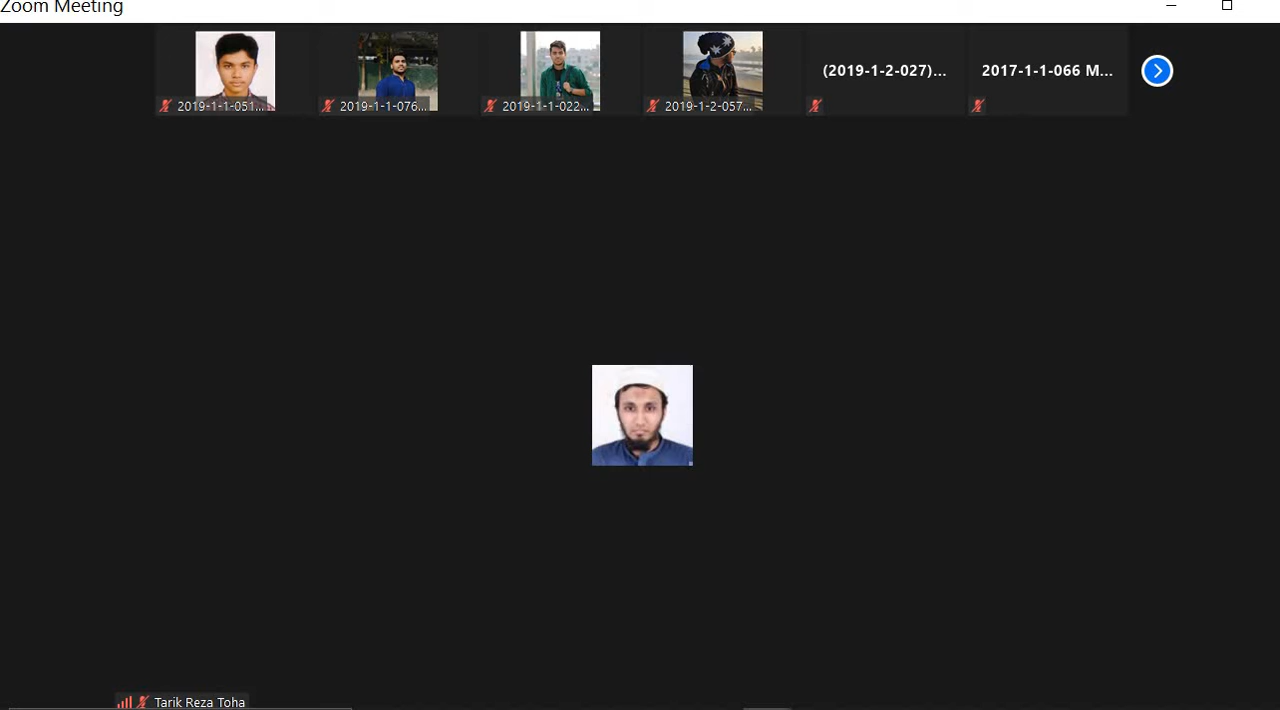 Zoom Meeting
2019-1-1-051...
2019-1-1-076...
2019-1-1-022...
2019-1-2-057...
(2019-1-2-027)...
2017-1-1-066 M...
Tarik Reza Toha